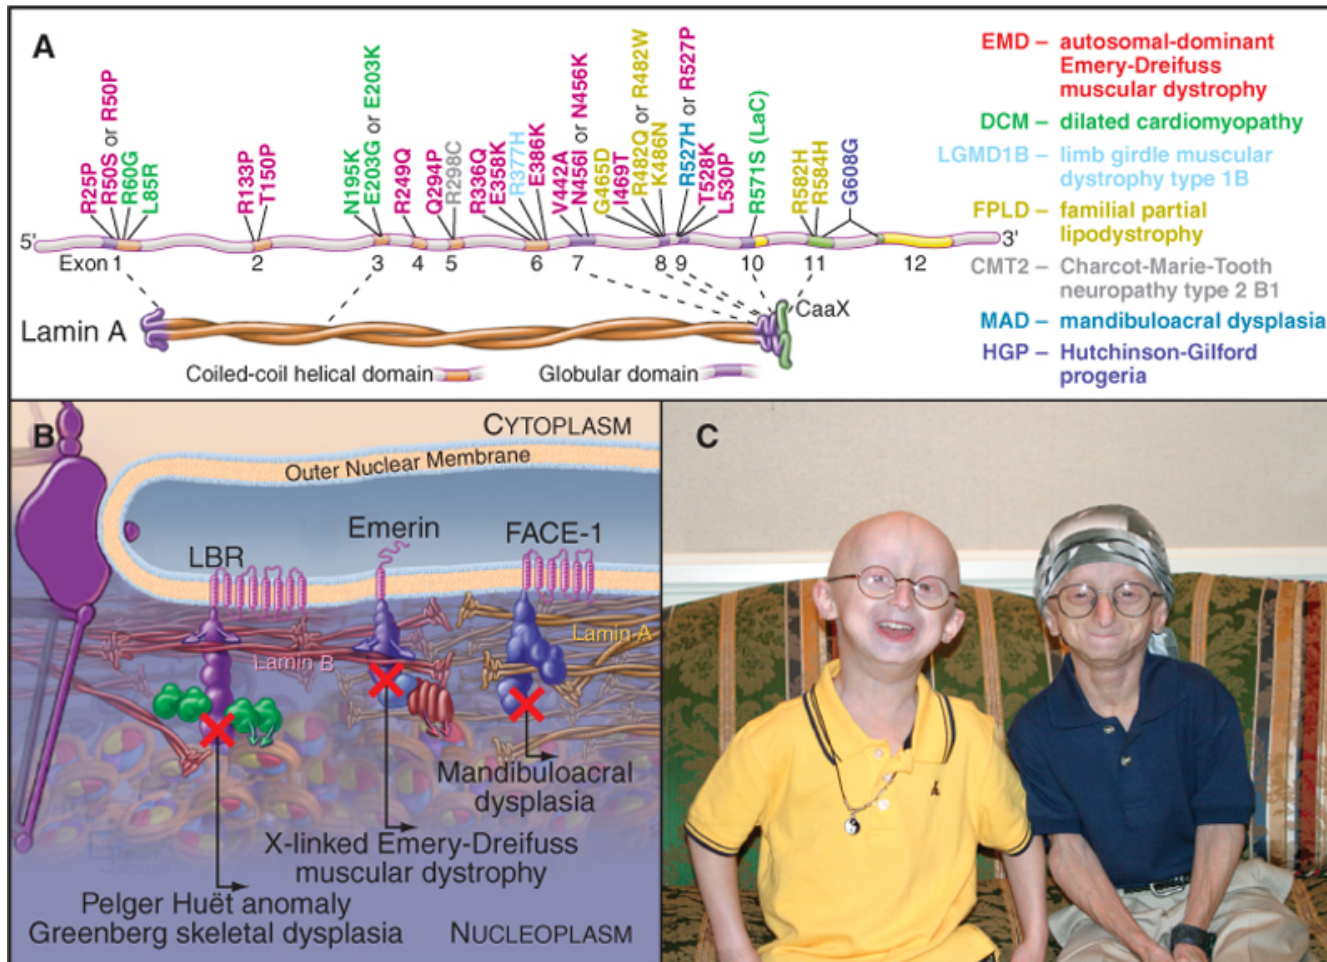 A
R25P
R50S or R50P
R60G
L85R
R133P
T150P
N195K
E203G or E203K
R249Q
Q294P
R298C
R336Q
E358K
R377H
E386K
V442A
N456I or N456K
G465D
I469T
R482Q or R482W
K486N
R527H or R527P
T528K
L530P
R571S (LaC)
R582H
R584H
G608G
5'
3'
Exon 1 2 3 4 5 6 7 8 9 10 11 12
Lamin A
CaaX
Coiled-coil helical domain
Globular domain
EMD – autosomal-dominant
Emery-Dreifuss
muscular dystrophy
DCM – dilated cardiomyopathy
LGMD1B – limb girdle muscular
dystrophy type 1B
FPLD – familial partial
lipodystrophy
CMT2 – Charcot-Marie-Tooth
neuropathy type 2 B1
MAD – mandibuloacral dysplasia
HGP – Hutchinson-Gilford
progeria
B
CYTOPLASM
Outer Nuclear Membrane
LBR
Emerin
FACE-1
Lamin A
Lamin B
Mandibuloacral
dysplasia
X-linked Emery-Dreifuss
muscular dystrophy
Pelger Huët anomaly
Greenberg skeletal dysplasia
NUCLEOPLASM
C